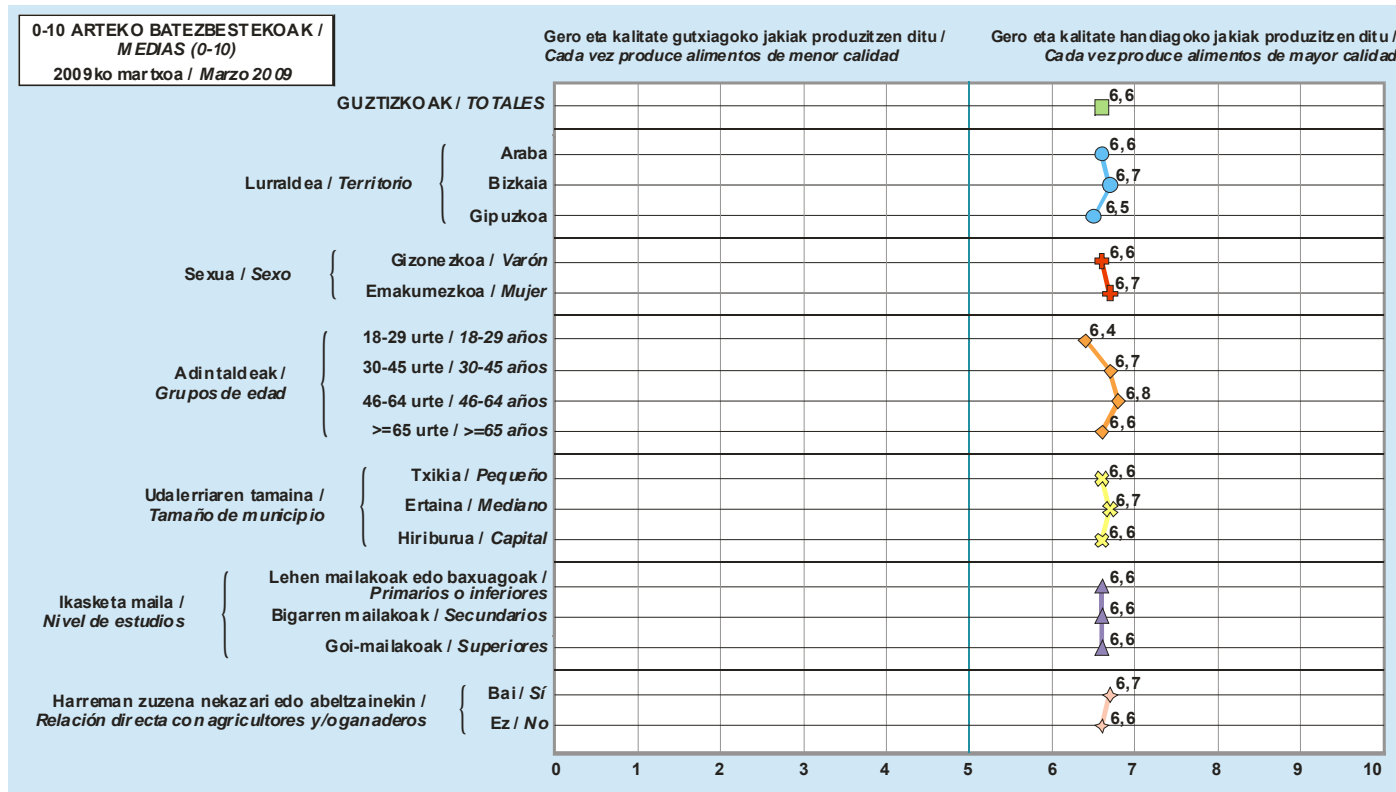 0-10 ARTEKO BATEZBESTEKOAK /
MEDIAS (0-10)
2009ko martxoa / Marzo 2009
Gero eta kalitate gutxiagoko jakiak produzitzen ditu /
Cada vez produce alimentos de menor calidad
Gero eta kalitate handiagoko jakiak produzitzen ditu /
Cada vez produce alimentos de mayor calidad
GUZTIZKOAK / TOTALES
6,6
Lurraldea / Territorio
Araba
6,6
Bizkaia
6,7
Gipuzkoa
6,5
Sexua / Sexo
Gizonezkoa / Varón
6,6
Emakumezkoa / Mujer
6,7
Adintaldeak /
Grupos de edad
18-29 urte / 18-29 años
6,4
30-45 urte / 30-45 años
6,7
46-64 urte / 46-64 años
6,8
>=65 urte / >=65 años
6,6
Udalerriaren tamaina /
Tamaño de municipio
Txikia / Pequeño
6,6
Ertaina / Mediano
6,7
Hiriburua / Capital
6,6
Ikasketa maila /
Nivel de estudios
Lehen mailakoak edo baxuagoak /
Primarios o inferiores
6,6
Bigarren mailakoak / Secundarios
6,6
Goi-mailakoak / Superiores
6,6
Harreman zuzena nekazari edo abeltzainekin /
Relación directa con agricultores y/o ganaderos
Bai / Sí
6,7
Ez / No
6,6
0 1 2 3 4 5 6 7 8 9 10